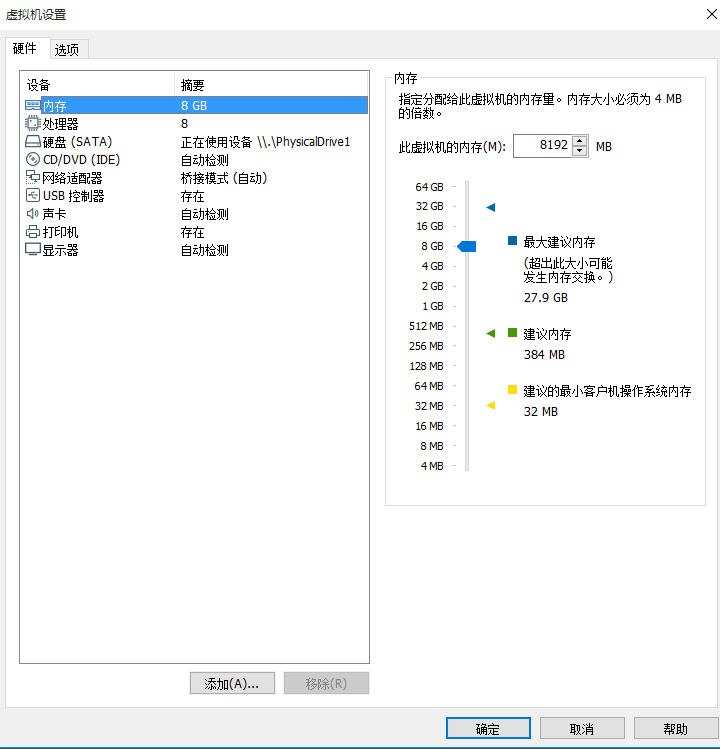 虚拟机设置
硬件 选项
设备 摘要
内存 8 GB
处理器 8
硬盘 (SATA) 正在使用设备 \\.\PhysicalDrive1
CD/DVD (IDE) 自动检测
网络适配器 桥接模式 (自动)
USB 控制器 存在
声卡 自动检测
打印机 存在
显示器 自动检测
添加(A)... 移除(R)
内存
指定分配给此虚拟机的内存量。内存大小必须为 4 MB
的倍数。
此虚拟机的内存(M): 8192 MB
64 GB
32 GB
16 GB
8 GB
4 GB
2 GB
1 GB
512 MB
256 MB
128 MB
64 MB
32 MB
16 MB
8 MB
4 MB
最大建议内存
(超出此大小可能
发生内存交换。)
27.9 GB
建议内存
384 MB
建议的最小客户机操作系统内存
32 MB
确定 取消 帮助